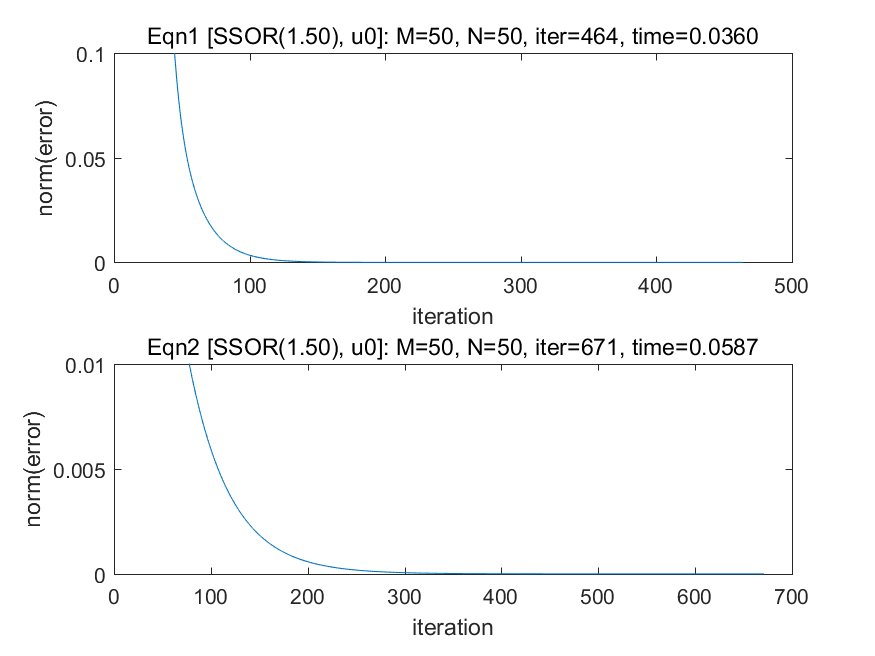 Eqn1 [SSOR(1.50), u0]: M=50, N=50, iter=464, time=0.0360
0.1
0.05
0
norm(error)
0 100 200 300 400 500
iteration
Eqn2 [SSOR(1.50), u0]: M=50, N=50, iter=671, time=0.0587
0.01
0.005
0
norm(error)
0 100 200 300 400 500 600 700
iteration